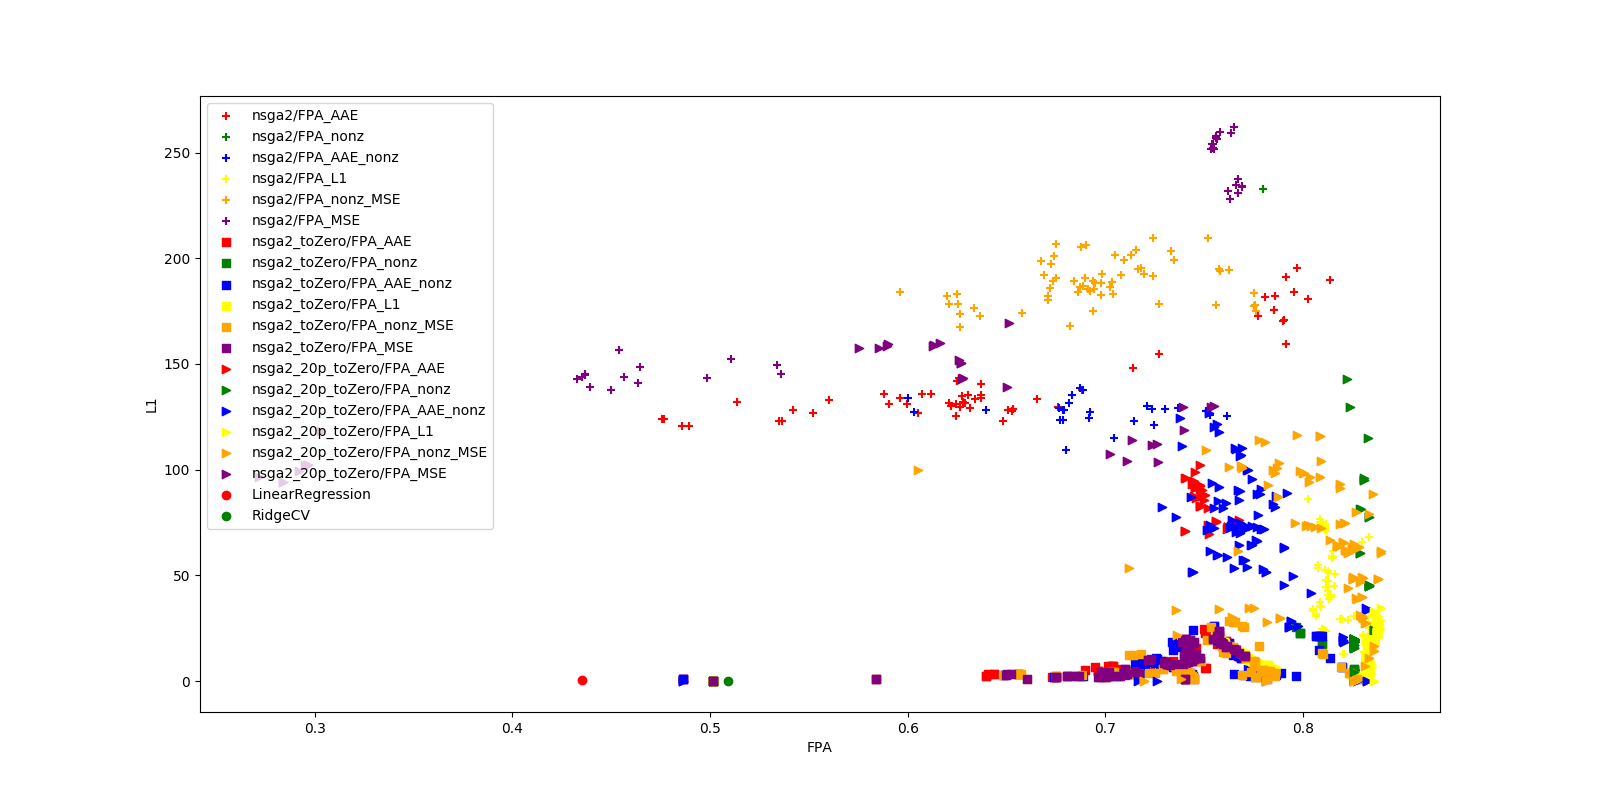 nsga2/FPA_AAE
nsga2/FPA_nonz
nsga2/FPA_AAE_nonz
nsga2/FPA_L1
nsga2/FPA_nonz_MSE
nsga2/FPA_MSE
nsga2_toZero/FPA_AAE
nsga2_toZero/FPA_nonz
nsga2_toZero/FPA_AAE_nonz
nsga2_toZero/FPA_L1
nsga2_toZero/FPA_nonz_MSE
nsga2_toZero/FPA_MSE
nsga2_20p_toZero/FPA_AAE
nsga2_20p_toZero/FPA_nonz
nsga2_20p_toZero/FPA_AAE_nonz
nsga2_20p_toZero/FPA_L1
nsga2_20p_toZero/FPA_nonz_MSE
nsga2_20p_toZero/FPA_MSE
LinearRegression
RidgeCV
250
200
150
100
50
0
L1
0.3 0.4 0.5 0.6 0.7 0.8
FPA